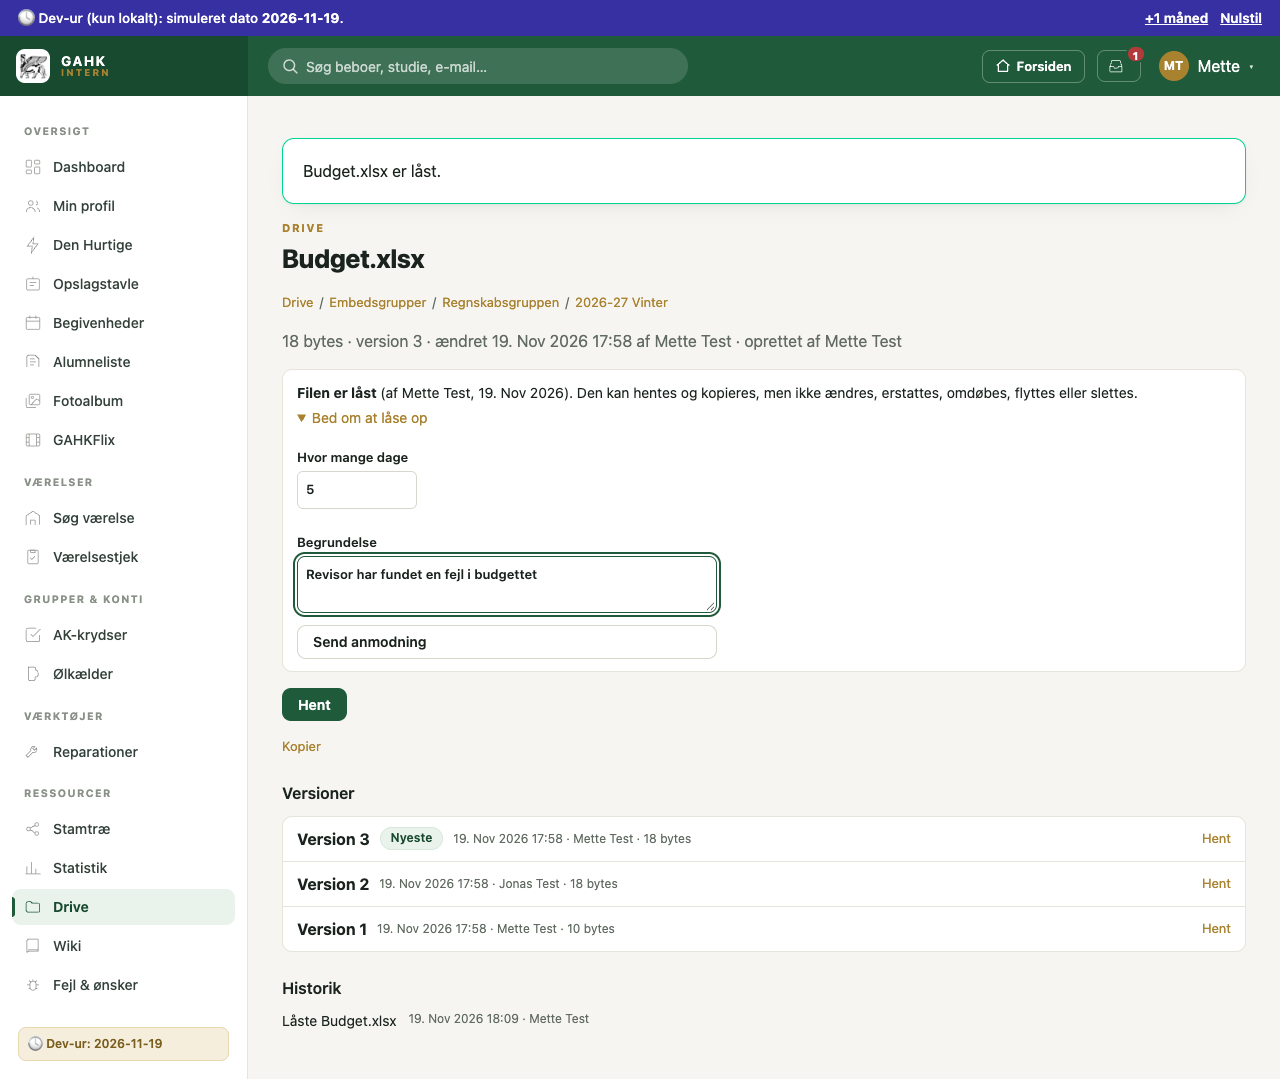 Dev-ur (kun lokalt): simuleret dato 2026-11-19.
+1 måned Nulstil
GAHK
INTERN
Søg beboer, studie, e-mail...
Forsiden
1
MT Mette
OVERSIGT
Dashboard
Min profil
Den Hurtige
Opslagstavle
Begivenheder
Alumneliste
Fotoalbum
GAHKFlix
VÆRELSER
Søg værelse
Værelsestjek
GRUPPER & KONTI
AK-krydser
Ølkælder
VÆRKTØJER
Reparationer
RESSOURCER
Stamtræ
Statistik
Drive
Wiki
Fejl & ønsker
Dev-ur: 2026-11-19
Budget.xlsx er låst.
DRIVE
Budget.xlsx
Drive / Embedsgrupper / Regnskabsgruppen / 2026-27 Vinter
18 bytes · version 3 · ændret 19. Nov 2026 17:58 af Mette Test · oprettet af Mette Test
Filen er låst (af Mette Test, 19. Nov 2026). Den kan hentes og kopieres, men ikke ændres, erstattes, omdøbes, flyttes eller slettes.
▼ Bed om at låse op
Hvor mange dage
5
Begrundelse
Revisor har fundet en fejl i budgettet
Send anmodning
Hent
Kopier
Versioner
Version 3 Nyeste 19. Nov 2026 17:58 · Mette Test · 18 bytes Hent
Version 2 19. Nov 2026 17:58 · Jonas Test · 18 bytes Hent
Version 1 19. Nov 2026 17:58 · Mette Test · 10 bytes Hent
Historik
Låste Budget.xlsx 19. Nov 2026 18:09 · Mette Test